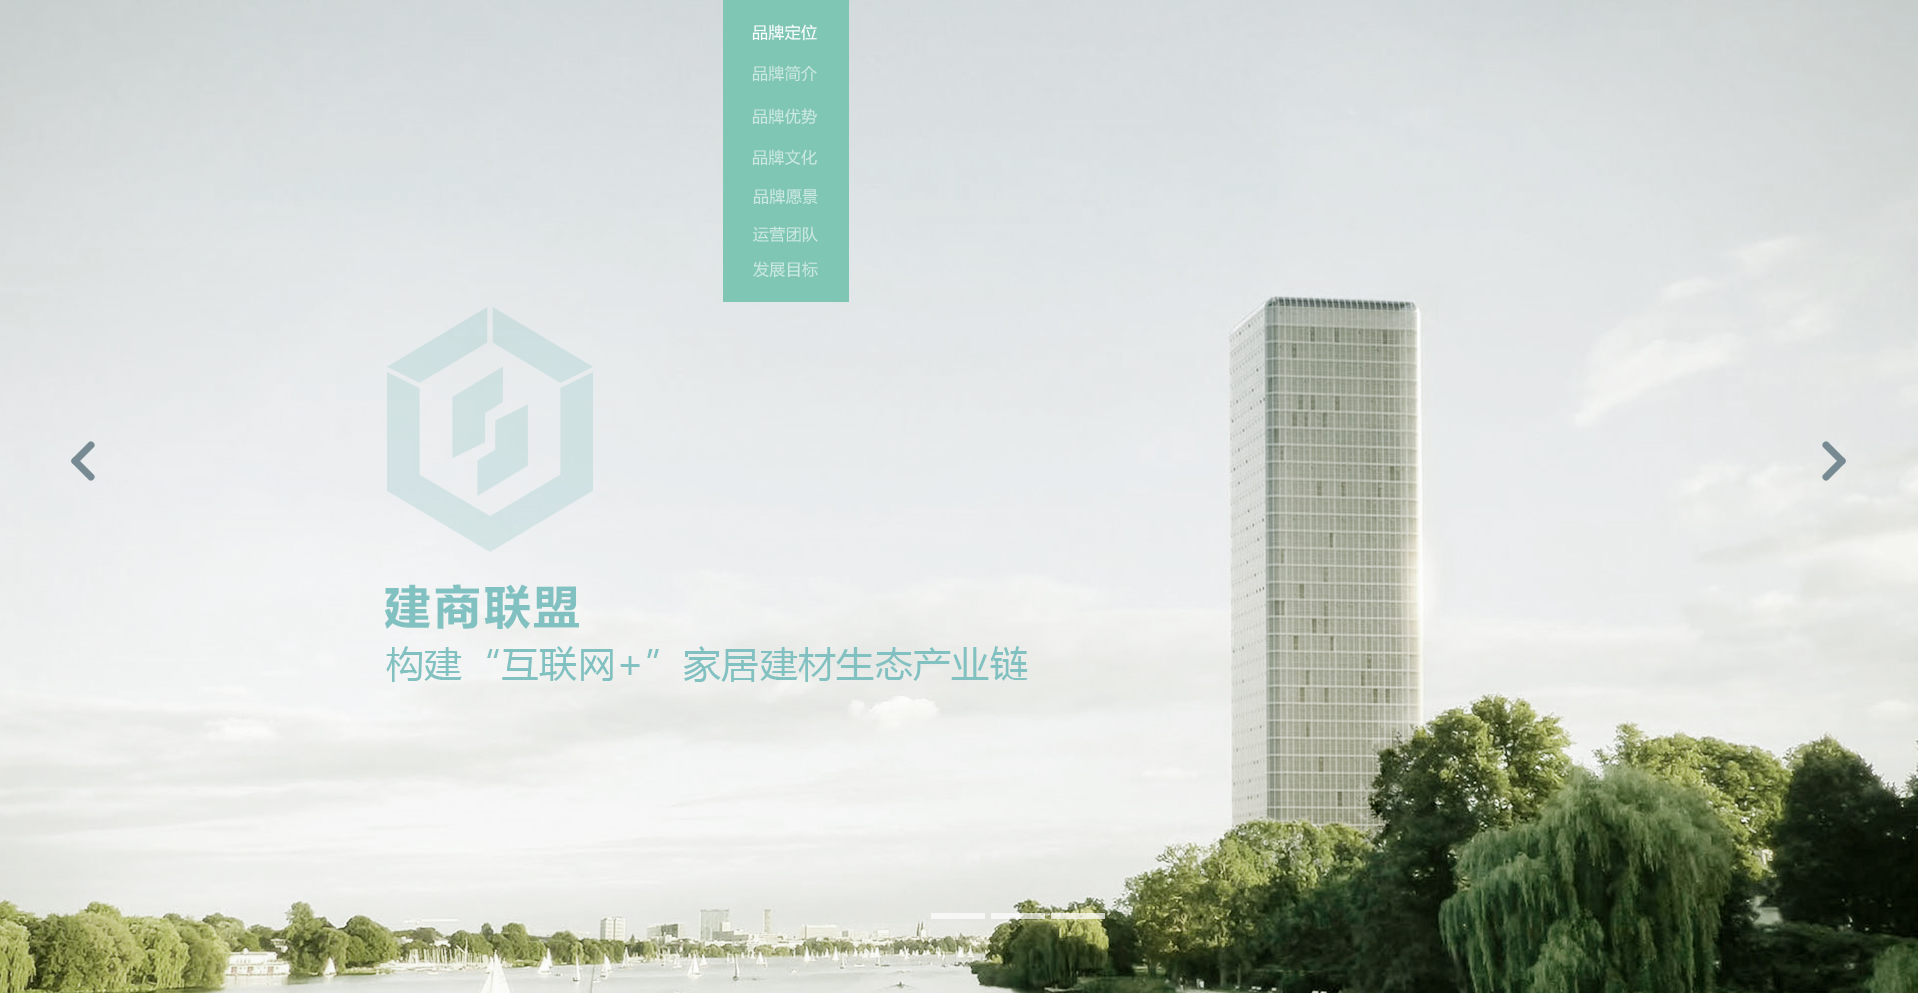 品牌定位
品牌简介
品牌优势
品牌文化
品牌愿景
运营团队
发展目标
建商联盟
构建“互联网+”家居建材生态产业链